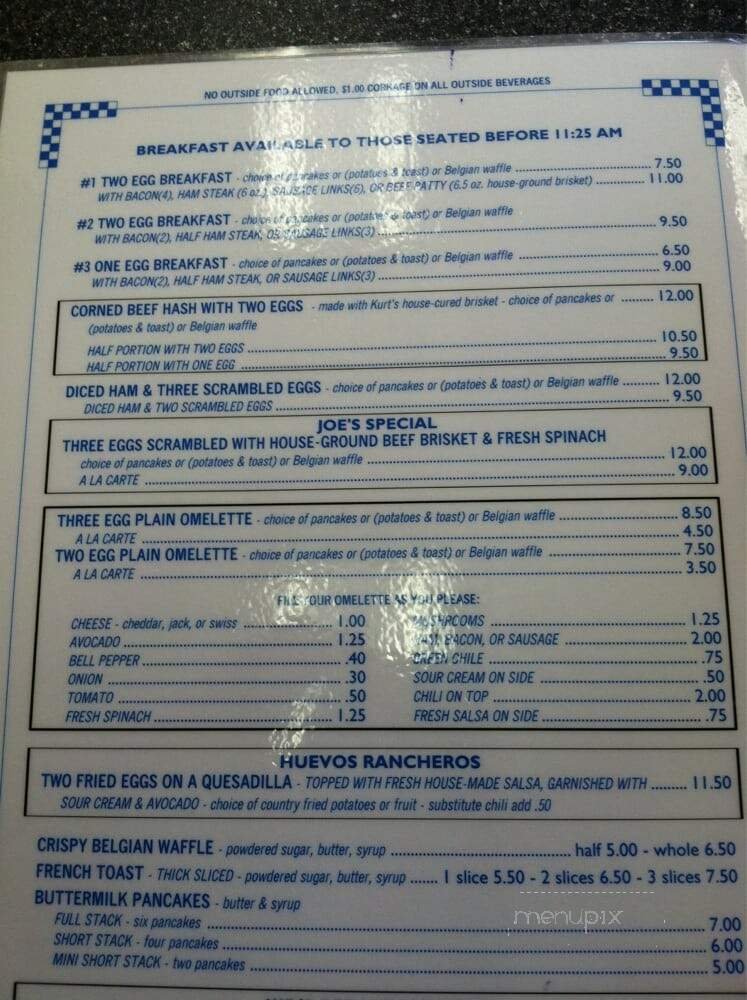 NO OUTSIDE FOOD ALLOWED, $1.00 CORKAGE ON ALL OUTSIDE BEVERAGES
BREAKFAST AVAILABLE TO THOSE SEATED BEFORE 11:25 AM
#1 TWO EGG BREAKFAST - choice of pancakes or (potatoes & toast) or Belgian waffle ........ 7.50
WITH BACON(4), HAM STEAK (6 oz.), SAUSAGE LINKS(6), OR BEEF PATTY (6.5 oz. house-ground brisket) ........ 11.00
#2 TWO EGG BREAKFAST - choice of pancakes or (potatoes & toast) or Belgian waffle
WITH BACON(2), HALF HAM STEAK, OR SAUSAGE LINKS(3) ........ 9.50
#3 ONE EGG BREAKFAST - choice of pancakes or (potatoes & toast) or Belgian waffle ........ 6.50
WITH BACON(2), HALF HAM STEAK, OR SAUSAGE LINKS(3) ........ 9.00
CORNED BEEF HASH WITH TWO EGGS - made with Kurt's house-cured brisket - choice of pancakes or ........ 12.00
(potatoes & toast) or Belgian waffle
HALF PORTION WITH TWO EGGS ........ 10.50
HALF PORTION WITH ONE EGG ........ 9.50
DICED HAM & THREE SCRAMBLED EGGS - choice of pancakes or (potatoes & toast) or Belgian waffle ........ 12.00
DICED HAM & TWO SCRAMBLED EGGS ........ 9.50
JOE'S SPECIAL
THREE EGGS SCRAMBLED WITH HOUSE-GROUND BEEF BRISKET & FRESH SPINACH
choice of pancakes or (potatoes & toast) or Belgian waffle ........ 12.00
A LA CARTE ........ 9.00
THREE EGG PLAIN OMELETTE - choice of pancakes or (potatoes & toast) or Belgian waffle ........ 8.50
A LA CARTE ........ 4.50
TWO EGG PLAIN OMELETTE - choice of pancakes or (potatoes & toast) or Belgian waffle ........ 7.50
A LA CARTE ........ 3.50
FILL YOUR OMELETTE AS YOU PLEASE:
CHEESE - cheddar, jack, or swiss ........ 1.00
AVOCADO ........ 1.25
BELL PEPPER ........ .40
ONION ........ .30
TOMATO ........ .50
FRESH SPINACH ........ 1.25
MUSHROOMS ........ 1.25
HAM, BACON, OR SAUSAGE ........ 2.00
GREEN CHILE ........ .75
SOUR CREAM ON SIDE ........ .50
CHILI ON TOP ........ 2.00
FRESH SALSA ON SIDE ........ .75
HUEVOS RANCHEROS
TWO FRIED EGGS ON A QUESADILLA - TOPPED WITH FRESH HOUSE-MADE SALSA, GARNISHED WITH ........ 11.50
SOUR CREAM & AVOCADO - choice of country fried potatoes or fruit - substitute chili add .50
CRISPY BELGIAN WAFFLE - powdered sugar, butter, syrup ........ half 5.00 - whole 6.50
FRENCH TOAST - THICK SLICED - powdered sugar, butter, syrup ....... 1 slice 5.50 - 2 slices 6.50 - 3 slices 7.50
BUTTERMILK PANCAKES - butter & syrup
FULL STACK - six pancakes ........ 7.00
SHORT STACK - four pancakes ........ 6.00
MINI SHORT STACK - two pancakes ........ 5.00
menupix